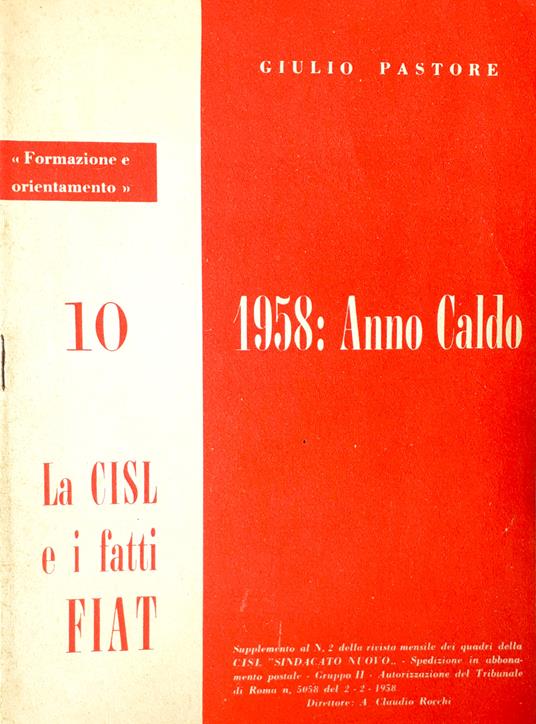 GIULIO PASTORE
« Formazione e
orientamento »
10
1958: Anno Caldo
La CISL
e i fatti
FIAT
Supplemento al N. 2 della rivista mensile dei quadri della
CISL "SINDACATO NUOVO„ - Spedizione in abbona-
mento postale - Gruppo II - Autorizzazione del Tribunale
di Roma n. 5058 del 2 - 2 - 1958
Direttore: A. Claudio Rocchi